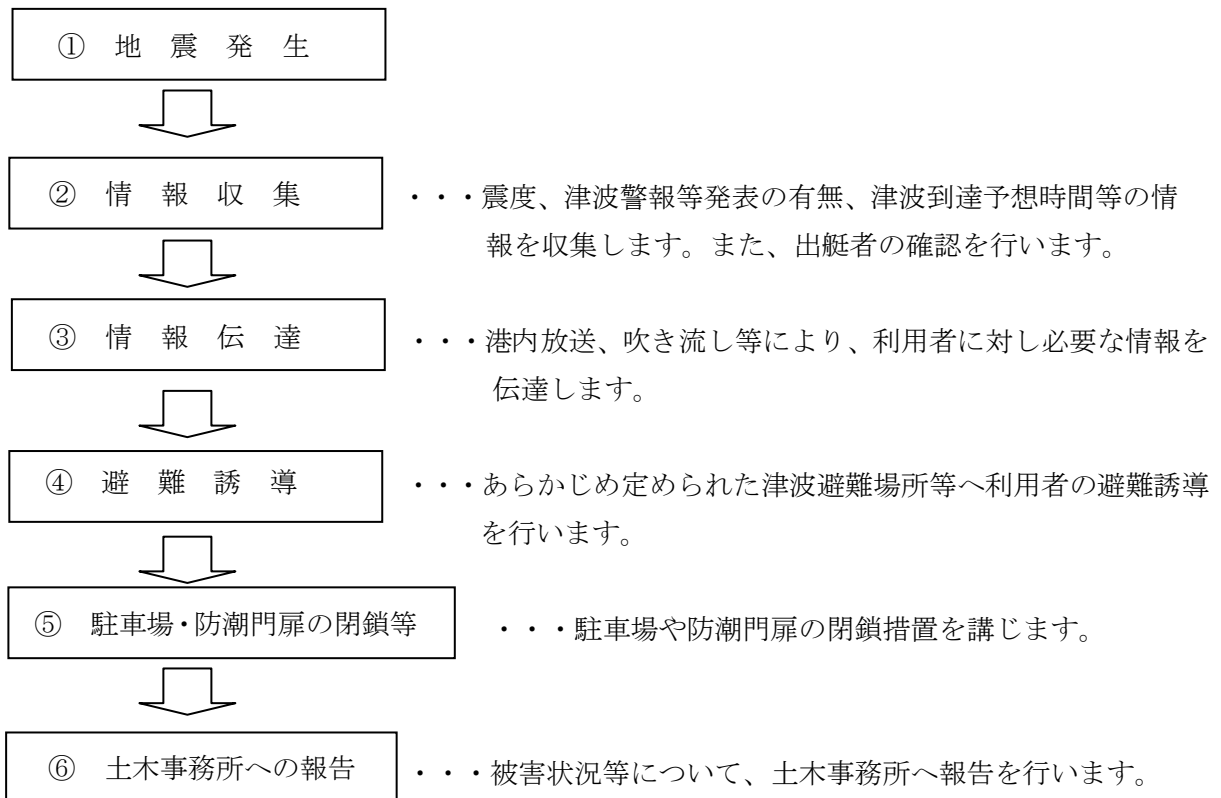 ① 地 震 発 生
② 情 報 収 集
・・・震度、津波警報等発表の有無、津波到達予想時間等の情
報を収集します。また、出艇者の確認を行います。
③ 情 報 伝 達
・・・港内放送、吹き流し等により、利用者に対し必要な情報を
伝達します。
④ 避 難 誘 導
・・・あらかじめ定められた津波避難場所等へ利用者の避難誘導
を行います。
⑤ 駐車場・防潮門扉の閉鎖等
・・・駐車場や防潮門扉の閉鎖措置を講じます。
⑥ 土木事務所への報告
・・・被害状況等について、土木事務所へ報告を行います。